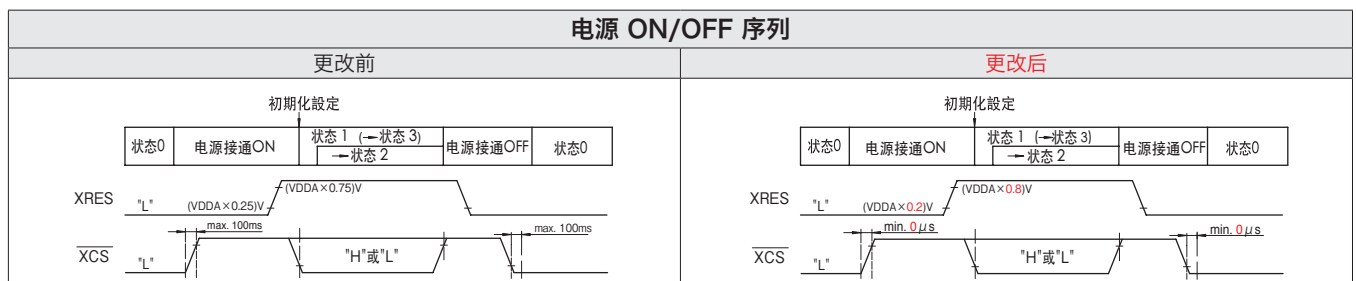 电源 ON/OFF 序列
更改前
更改后
初期化設定
状态0
电源接通ON
状态 1 (→状态 3)
→状态 2
电源接通OFF
状态0
XRES
"L"
(VDDA×0.25)V
(VDDA×0.75)V
max. 100ms
max. 100ms
XCS
"L"
"H"或"L"
初期化設定
状态0
电源接通ON
状态 1 (→状态 3)
→状态 2
电源接通OFF
状态0
XRES
"L"
(VDDA×0.2)V
(VDDA×0.8)V
min. 0μs
min. 0μs
XCS
"L"
"H"或"L"